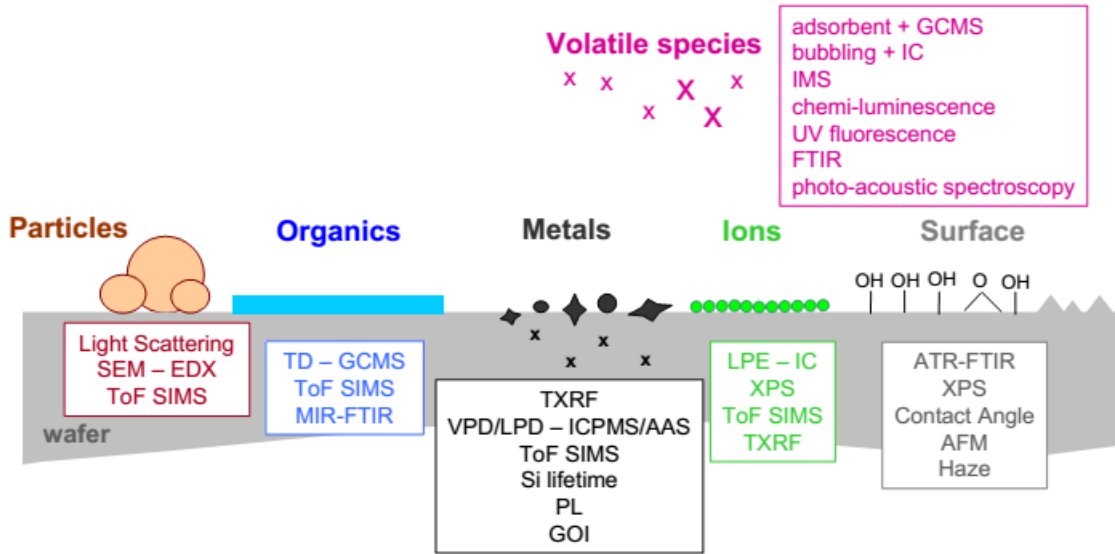 Volatile species
x x x x x x
adsorbent + GCMS
bubbling + IC
IMS
chemi-luminescence
UV fluorescence
FTIR
photo-acoustic spectroscopy
Particles
Organics
Metals
Ions
Surface
OH OH OH O OH
x x x x
Light Scattering
SEM – EDX
ToF SIMS
TD – GCMS
ToF SIMS
MIR-FTIR
TXRF
VPD/LPD – ICPMS/AAS
ToF SIMS
Si lifetime
PL
GOI
LPE – IC
XPS
ToF SIMS
TXRF
ATR-FTIR
XPS
Contact Angle
AFM
Haze
wafer